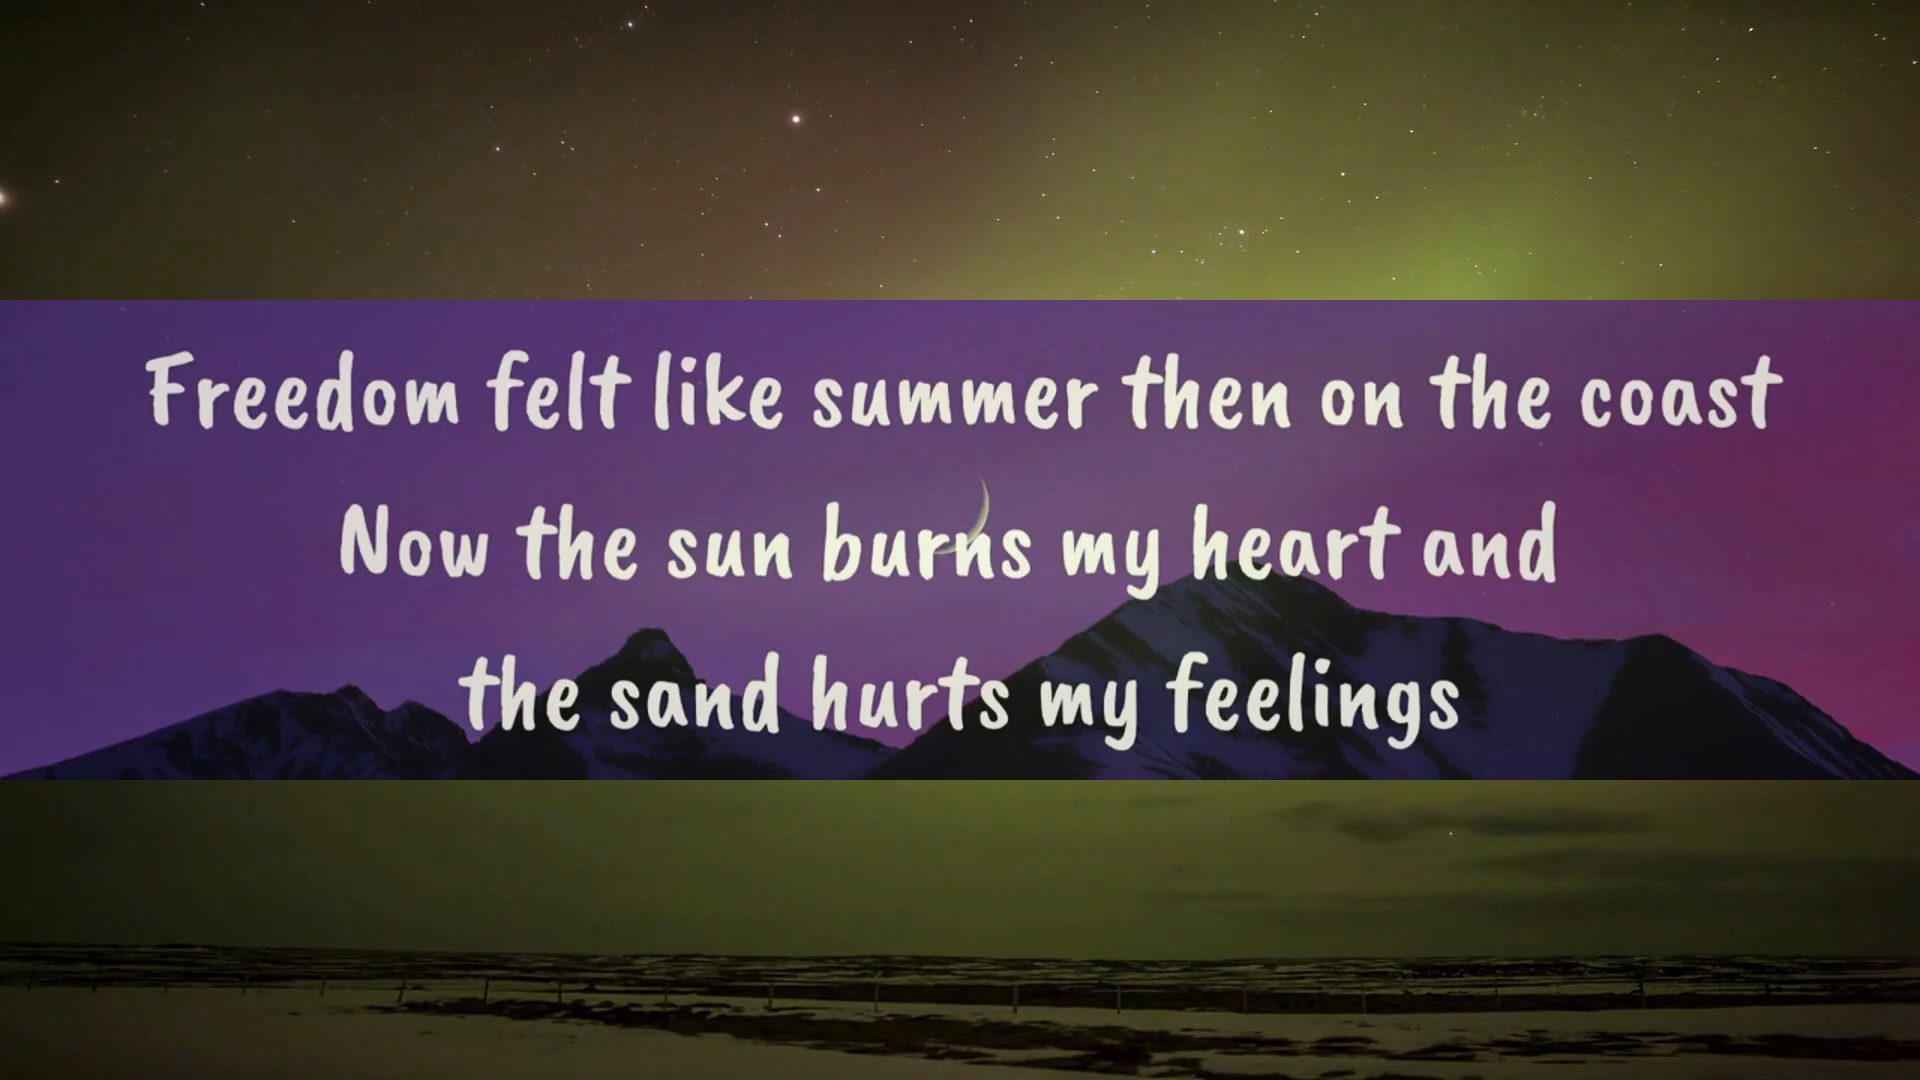 Freedom felt like summer then on the coast
Now the sun burns my heart and
the sand hurts my feelings